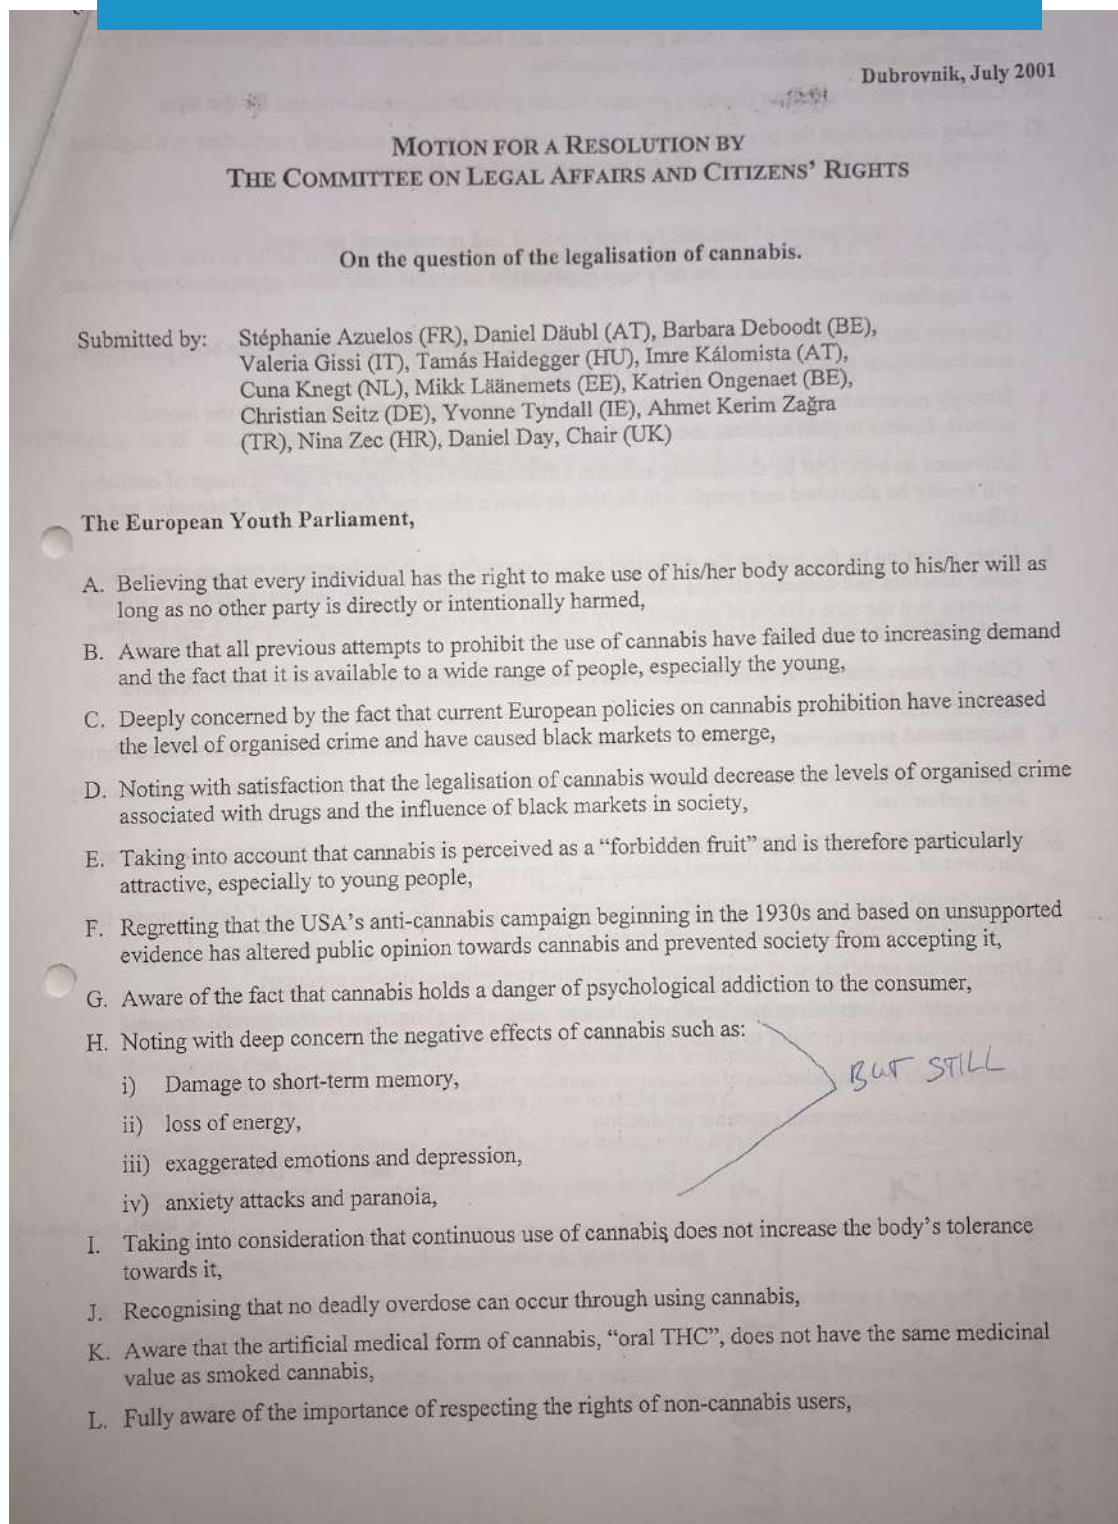 Dubrovnik, July 2001
MOTION FOR A RESOLUTION BY
THE COMMITTEE ON LEGAL AFFAIRS AND CITIZENS' RIGHTS
On the question of the legalisation of cannabis.
Submitted by: Stéphanie Azuelos (FR), Daniel Däubl (AT), Barbara Deboodt (BE),
Valeria Gissi (IT), Tamás Haidegger (HU), Imre Kálomista (AT),
Cuna Knegt (NL), Mikk Läänemets (EE), Katrien Ongenaet (BE),
Christian Seitz (DE), Yvonne Tyndall (IE), Ahmet Kerim Zağra
(TR), Nina Zec (HR), Daniel Day, Chair (UK)
The European Youth Parliament,
A. Believing that every individual has the right to make use of his/her body according to his/her will as
long as no other party is directly or intentionally harmed,
B. Aware that all previous attempts to prohibit the use of cannabis have failed due to increasing demand
and the fact that it is available to a wide range of people, especially the young,
C. Deeply concerned by the fact that current European policies on cannabis prohibition have increased
the level of organised crime and have caused black markets to emerge,
D. Noting with satisfaction that the legalisation of cannabis would decrease the levels of organised crime
associated with drugs and the influence of black markets in society,
E. Taking into account that cannabis is perceived as a “forbidden fruit” and is therefore particularly
attractive, especially to young people,
F. Regretting that the USA's anti-cannabis campaign beginning in the 1930s and based on unsupported
evidence has altered public opinion towards cannabis and prevented society from accepting it,
G. Aware of the fact that cannabis holds a danger of psychological addiction to the consumer,
H. Noting with deep concern the negative effects of cannabis such as:
i) Damage to short-term memory,
BUT STILL
ii) loss of energy,
iii) exaggerated emotions and depression,
iv) anxiety attacks and paranoia,
I. Taking into consideration that continuous use of cannabis does not increase the body's tolerance
towards it,
J. Recognising that no deadly overdose can occur through using cannabis,
K. Aware that the artificial medical form of cannabis, “oral THC”, does not have the same medicinal
value as smoked cannabis,
L. Fully aware of the importance of respecting the rights of non-cannabis users,